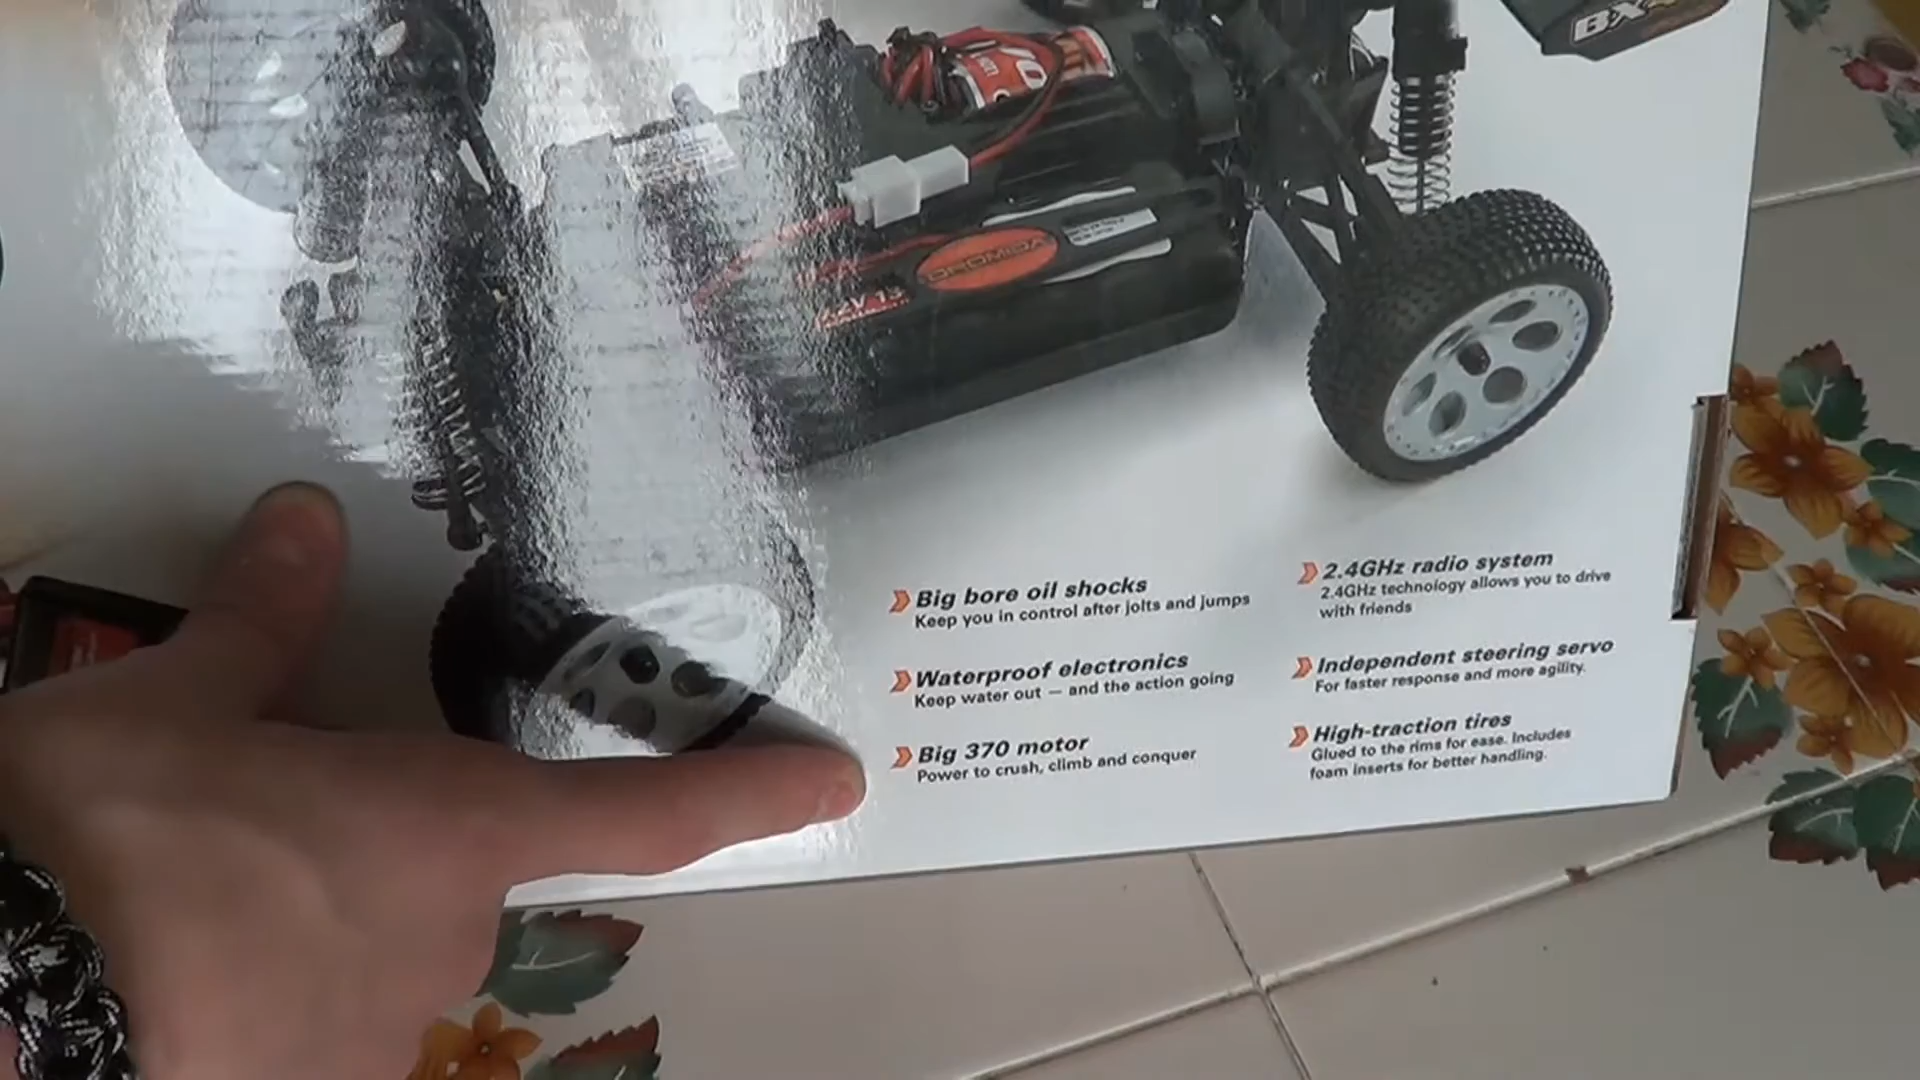 BX
DROMIDA
Big bore oil shocks
Keep you in control after jolts and jumps
Waterproof electronics
Keep water out — and the action going
Big 370 motor
Power to crush, climb and conquer
2.4GHz radio system
2.4GHz technology allows you to drive
with friends
Independent steering servo
For faster response and more agility.
High-traction tires
Glued to the rims for ease. Includes
foam inserts for better handling.